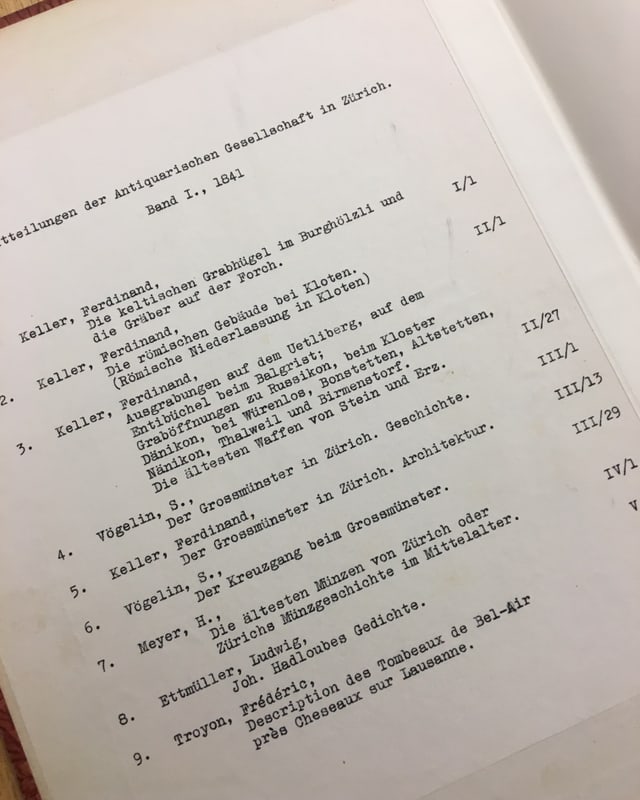 tteilungen der Antiquarischen Gesellschaft in Zürich.
Band I., 1841
Keller, Ferdinand,
Die keltischen Grabhügel im Burghölzli und I/1
die Gräber auf der Forch.
2. Keller, Ferdinand,
Die römischen Gebäude bei Kloten. II/1
(Römische Niederlassung in Kloten)
3. Keller, Ferdinand,
Ausgrabungen auf dem Uetliberg, auf dem
Entibüchel beim Balgrist;
Graböffnungen zu Russikon, beim Kloster
Dänikon, bei Würenlos, Bonstetten, Altstetten,
Nänikon, Thalweil und Birmenstorf.
Die ältesten Waffen von Stein und Erz. II/27
4. Vögelin, S.,
Der Grossmünster in Zürich. Geschichte. III/1
5. Keller, Ferdinand,
Der Grossmünster in Zürich. Architektur. III/13
6. Vögelin, S.,
Der Kreuzgang beim Grossmünster. III/29
7. Meyer, H.,
Die ältesten Münzen von Zürich oder
Zürichs Münzgeschichte im Mittelalter. IV/1
8. Ettmüller, Ludwig,
Joh. Hadloubes Gedichte. V
9. Troyon, Frédéric,
Description des Tombeaux de Bel-Air
près Cheseaux sur Lausanne.